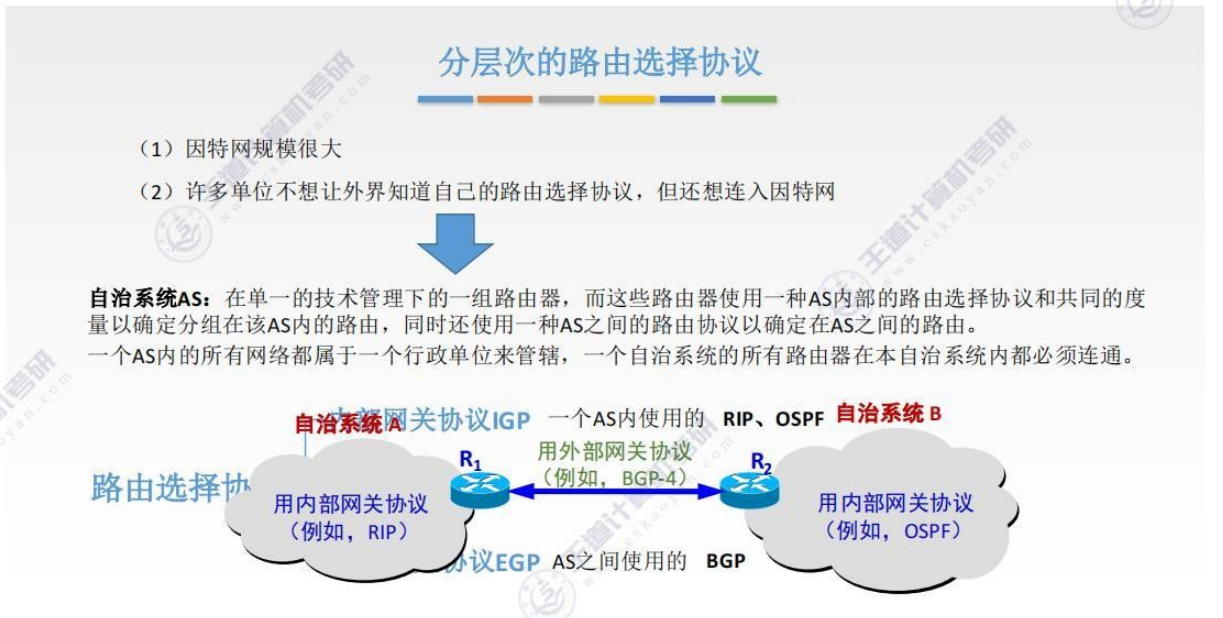 分层次的路由选择协议
（1）因特网规模很大
（2）许多单位不想让外界知道自己的路由选择协议，但还想连入因特网
自治系统AS：在单一的技术管理下的一组路由器，而这些路由器使用一种AS内部的路由选择协议和共同的度
量以确定分组在该AS内的路由，同时还使用一种AS之间的路由协议以确定在AS之间的路由。
一个AS内的所有网络都属于一个行政单位来管辖，一个自治系统的所有路由器在本自治系统内都必须连通。
自治系统 A
网关协议IGP 一个AS内使用的 RIP、OSPF
自治系统 B
用外部网关协议
（例如，BGP-4）
R1
R2
路由选择协
用内部网关协议
（例如，RIP）
用内部网关协议
（例如，OSPF）
协议EGP AS之间使用的 BGP
王道计算机考研
www.cskaoyan.com